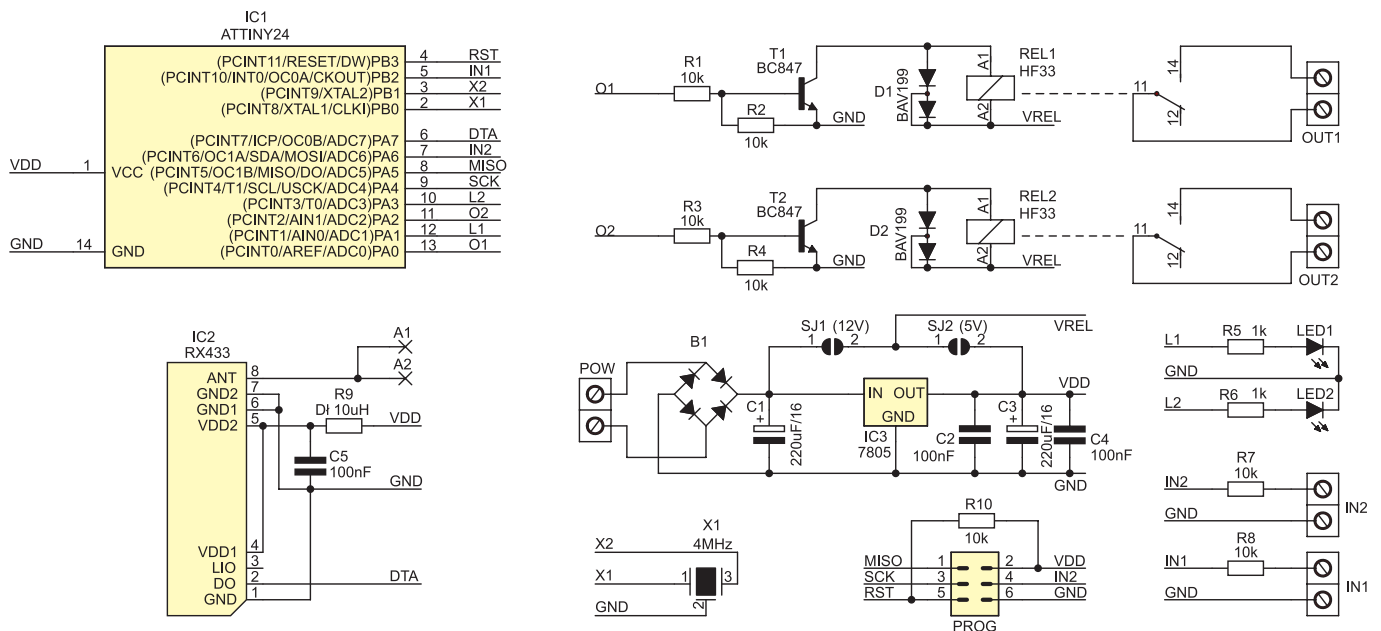 IC1
ATTINY24
(PCINT11/RESET/DW)PB3 4 RST
(PCINT10/INT0/OC0A/CKOUT)PB2 5 IN1
(PCINT9/XTAL2)PB1 3 X2
(PCINT8/XTAL1/CLKI)PB0 2 X1
(PCINT7/ICP/OC0B/ADC7)PA7 6 DTA
(PCINT6/OC1A/SDA/MOSI/ADC6)PA6 7 IN2
VDD 1 VCC (PCINT5/OC1B/MISO/DO/ADC5)PA5 8 MISO
(PCINT4/T1/SCL/USCK/ADC4)PA4 9 SCK
(PCINT3/T0/ADC3)PA3 10 L2
(PCINT2/AIN1/ADC2)PA2 11 O2
(PCINT1/AIN0/ADC1)PA1 12 L1
GND 14 GND (PCINT0/AREF/ADC0)PA0 13 O1
T1
BC847
R1
10k
O1
R2
10k
GND
D1
BAV199
A1
A2
REL1
HF33
VREL
14
11
12
OUT1
T2
BC847
R3
10k
O2
R4
10k
GND
D2
BAV199
A1
A2
REL2
HF33
VREL
14
11
12
OUT2
IC2
RX433
A1
A2
ANT 8
GND2 7
GND1 6
VDD2 5
R9
Dł 10uH
VDD
C5
100nF
GND
VDD1 4
LIO 3
DO 2 DTA
GND 1
POW
B1
SJ1 (12V)
1 2
SJ2 (5V)
1 2
VREL
C1
+
220uF/16
IN OUT
GND
IC3
7805
C2
100nF
C3
+
220uF/16
VDD
C4
100nF
GND
L1
R5 1k
LED1
GND
L2
R6 1k
LED2
R7
IN2 10k
GND
IN2
R8
IN1 10k
GND
IN1
X1
X2 4MHz
X1 1 3
GND 2
R10
10k
MISO 1 2 VDD
SCK 3 4 IN2
RST 5 6 GND
PROG